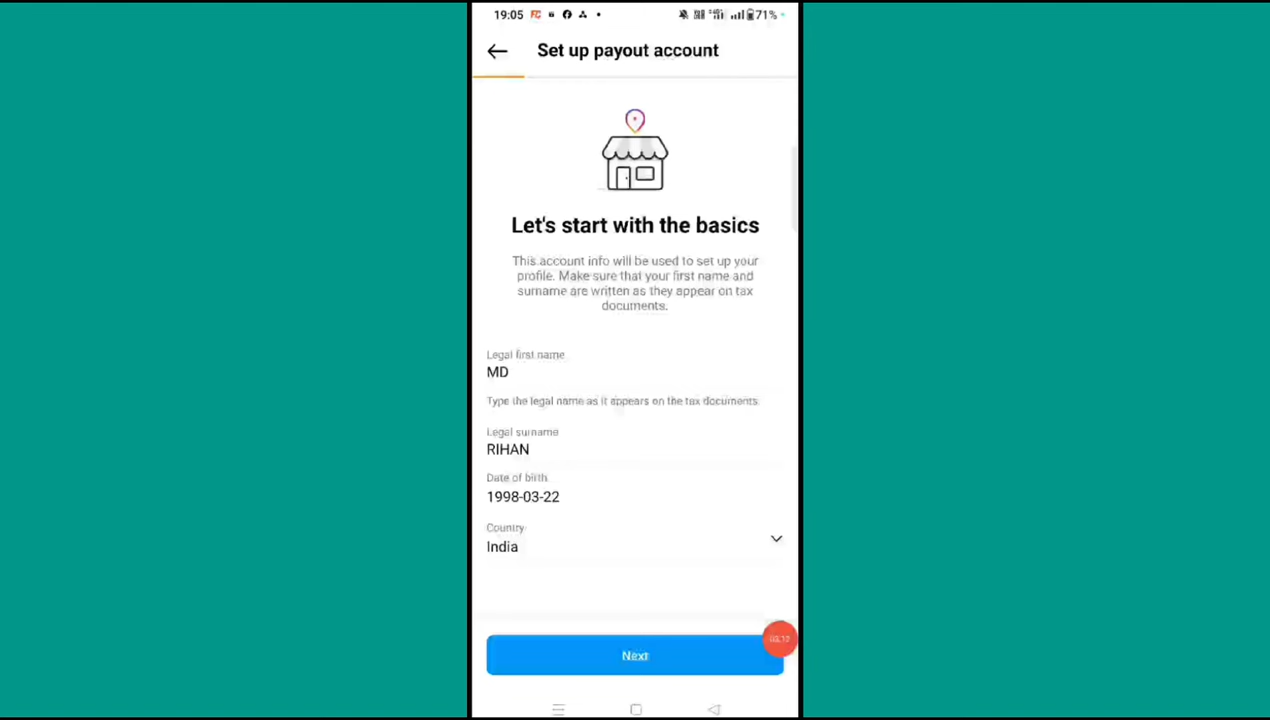 19:05 71%
Set up payout account
Let's start with the basics
This account info will be used to set up your
profile. Make sure that your first name and
surname are written as they appear on tax
documents.
Legal first name
MD
Type the legal name as it appears on the tax documents.
Legal surname
RIHAN
Date of birth
1998-03-22
Country
India
Next